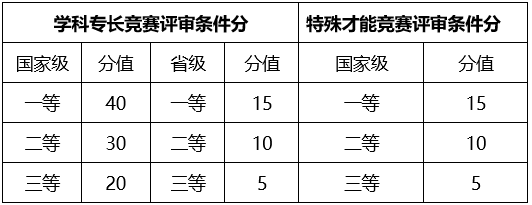 学科专长竞赛评审条件分 特殊才能竞赛评审条件分
国家级 分值 省级 分值 国家级 分值
一等 40 一等 15 一等 15
二等 30 二等 10 二等 10
三等 20 三等 5 三等 5